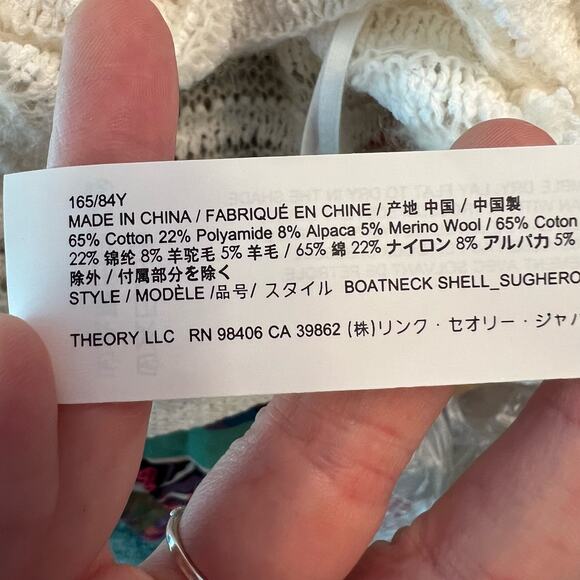 165/84Y
MADE IN CHINA / FABRIQUÉ EN CHINE / 产地 中国 / 中国製
65% Cotton 22% Polyamide 8% Alpaca 5% Merino Wool / 65% Coton
22% 锦纶 8% 羊驼毛 5% 羊毛 / 65% 綿 22% ナイロン 8% アルパカ 5%
除外 / 付属部分を除く
STYLE / MODÈLE /品号/ スタイル BOATNECK SHELL_SUGHERO
THEORY LLC RN 98406 CA 39862 (株)リンク・セオリー・ジャパ